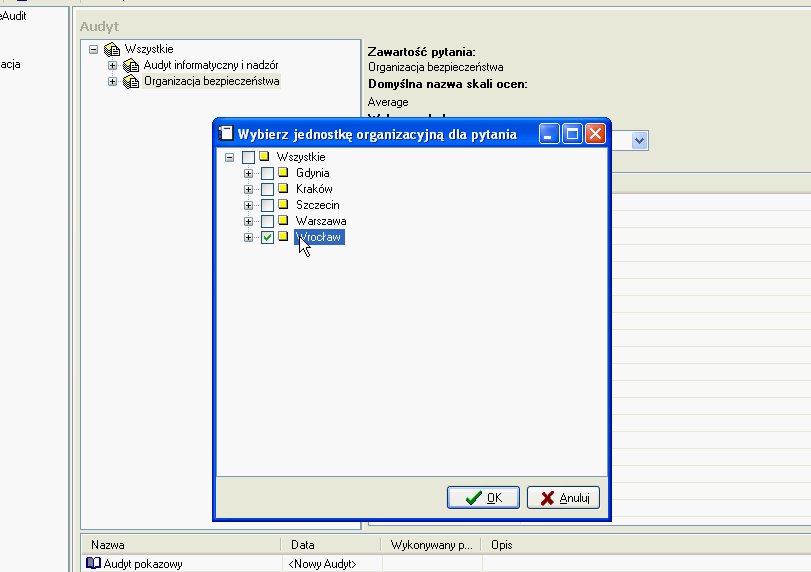 eAudit
acja
Audyt
Wszystkie
Audyt informatyczny i nadzór
Organizacja bezpieczeństwa
Zawartość pytania:
Organizacja bezpieczeństwa
Domyślna nazwa skali ocen:
Average
Wybierz jednostkę organizacyjną dla pytania
Wszystkie
Gdynia
Kraków
Szczecin
Warszawa
Wrocław
OK
Anuluj
Nazwa Data Wykonywany p... Opis
Audyt pokazowy <Nowy Audyt>